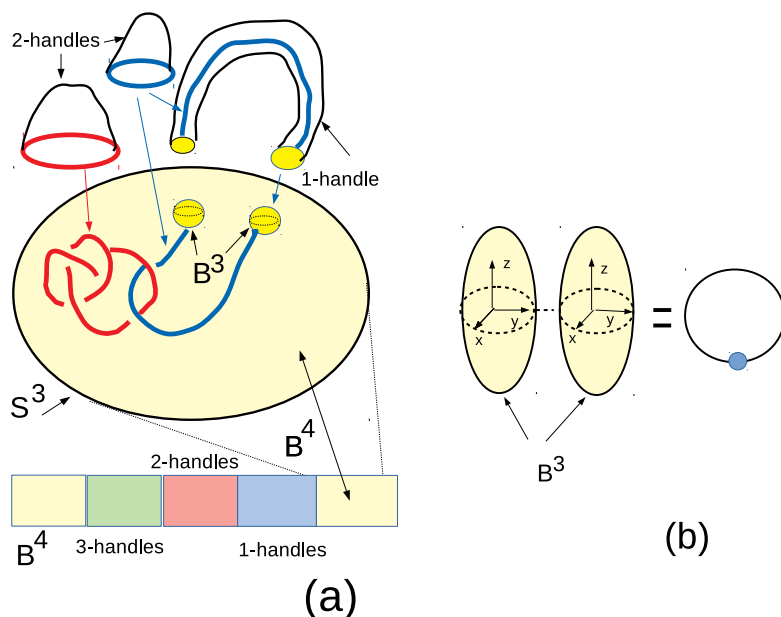 2-handles
1-handle
B³
S³
B⁴
2-handles
B⁴
3-handles
1-handles
(a)
z
y
x
z
y
x
=
B³
(b)